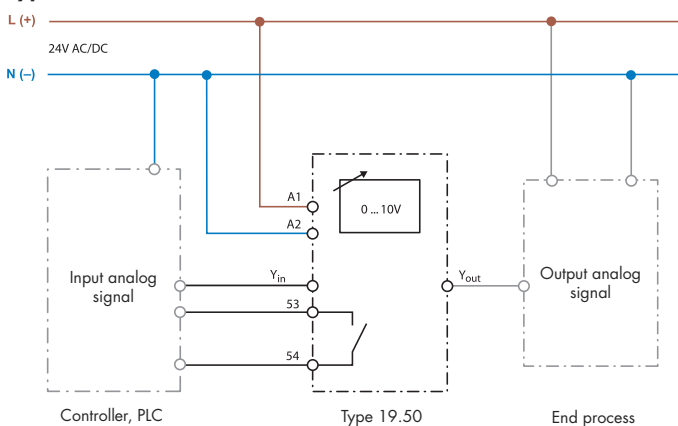 L (+)
24V AC/DC
N (–)
A1
0 ... 10V
A2
Input analog
signal
Yin
Yout
Output analog
signal
53
54
Controller, PLC
Type 19.50
End process